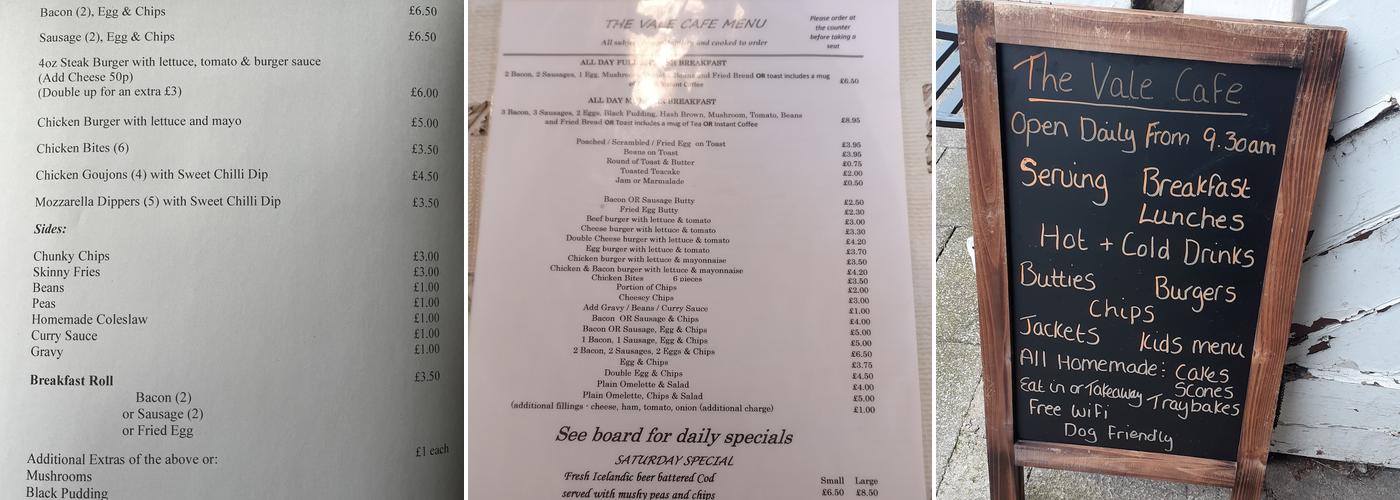 Bacon (2), Egg & Chips £6.50
Sausage (2), Egg & Chips £6.50
4oz Steak Burger with lettuce, tomato & burger sauce
(Add Cheese 50p)
(Double up for an extra £3) £6.00
Chicken Burger with lettuce and mayo £5.00
Chicken Bites (6) £3.50
Chicken Goujons (4) with Sweet Chilli Dip £4.50
Mozzarella Dippers (5) with Sweet Chilli Dip £3.50
Sides:
Chunky Chips £3.00
Skinny Fries £3.00
Beans £1.00
Peas £1.00
Homemade Coleslaw £1.00
Curry Sauce £1.00
Gravy £1.00
Breakfast Roll £3.50
Bacon (2)
or Sausage (2)
or Fried Egg
Additional Extras of the above or: £1 each
Mushrooms
Black Pudding
THE VALE CAFE MENU
Please order at
the counter
before taking a
seat
All and cooked to order
ALL DAY BREAKFAST
2 Bacon, 2 Sausages, 1 Egg, and Fried Bread OR toast includes a mug
Coffee £6.50
ALL DAY BREAKFAST
3 Bacon, 3 Sausages, 2 Eggs, Black Pudding, Hash Brown, Mushroom, Tomato, Beans
and Fried Bread OR Toast includes a mug of Tea OR Instant Coffee £8.95
Poached / Scrambled / Fried Egg on Toast £3.95
Beans on Toast £3.95
Round of Toast & Butter £0.75
Toasted Teacake £2.00
Jam or Marmalade £0.50
Bacon OR Sausage Butty £2.50
Fried Egg Butty £2.30
Beef burger with lettuce & tomato £3.00
Cheese burger with lettuce & tomato £3.30
Double Cheese burger with lettuce & tomato £4.20
Egg burger with lettuce & tomato £3.70
Chicken burger with lettuce & mayonnaise £3.50
Chicken & Bacon burger with lettuce & mayonnaise £4.20
Chicken Bites 6 pieces £3.50
Portion of Chips £2.00
Cheesey Chips £3.00
Add Gravy / Beans / Curry Sauce £1.00
Bacon OR Sausage & Chips £4.00
Bacon OR Sausage, Egg & Chips £5.00
1 Bacon, 1 Sausage, Egg & Chips £5.00
2 Bacon, 2 Sausages, 2 Eggs & Chips £6.50
Egg & Chips £3.75
Double Egg & Chips £4.50
Plain Omelette & Salad £4.00
Plain Omelette, Chips & Salad £5.00
(additional fillings - cheese, ham, tomato, onion (additional charge) £1.00
See board for daily specials
SATURDAY SPECIAL
Fresh Icelandic beer battered Cod Small Large
served with mushy peas and chips £6.50 £8.50
The Vale Cafe
Open Daily From 9.30am
Serving Breakfast
Lunches
Hot + Cold Drinks
Butties Burgers
Chips
Jackets Kids menu
All Homemade: Cakes
Scones
Eat in or Takeaway Traybakes
Free WiFi
Dog Friendly